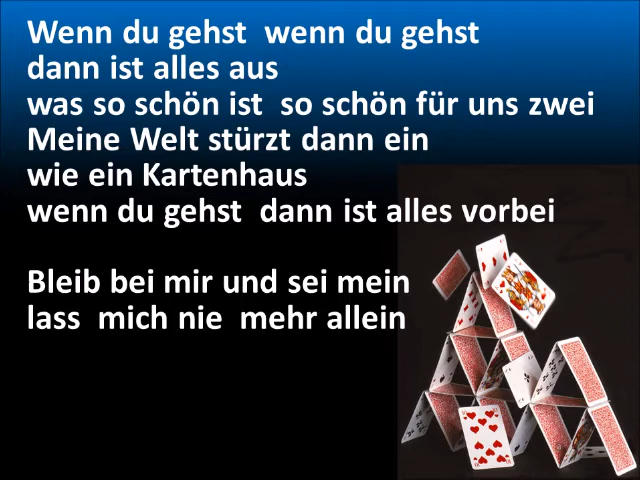 Wenn du gehst  wenn du gehst
dann ist alles aus
was so schön ist  so schön für uns zwei
Meine Welt stürzt dann ein
wie ein Kartenhaus
wenn du gehst  dann ist alles vorbei
Bleib bei mir und sei mein
lass  mich nie  mehr allein